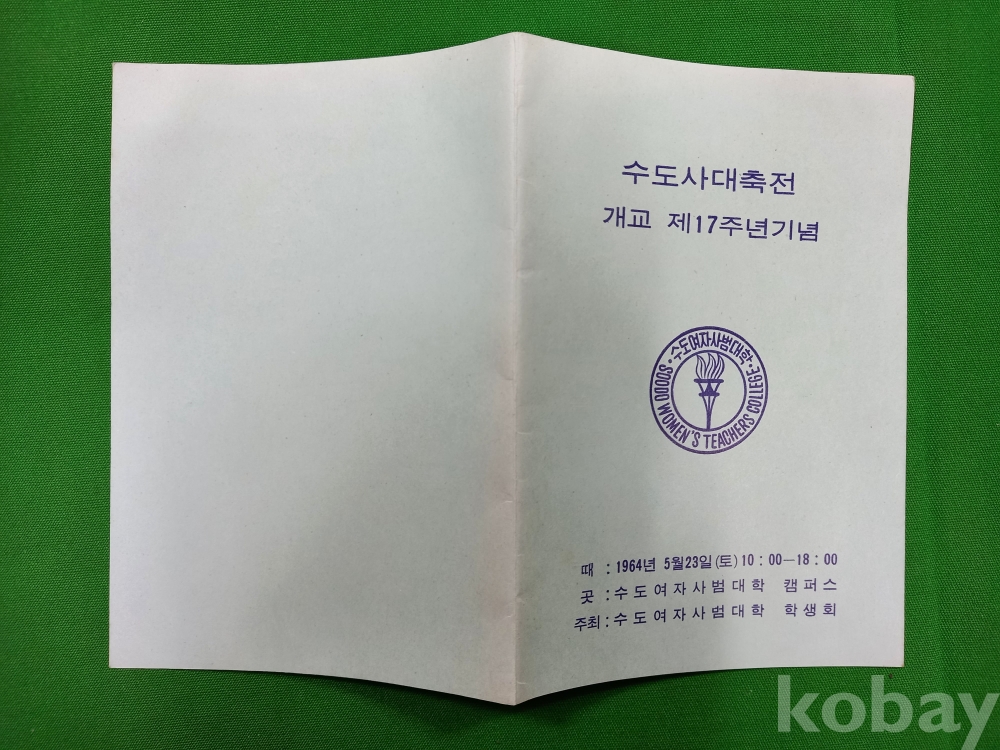 수도사대축전
개교 제17주년기념
·수도여자사범대학·
SOODO WOMEN'S TEACHERS COLLEGE
때 : 1964년 5월23일(토) 10 : 00—18 : 00
곳 : 수도여자사범대학 캠퍼스
주최 : 수도여자사범대학 학생회
kobay